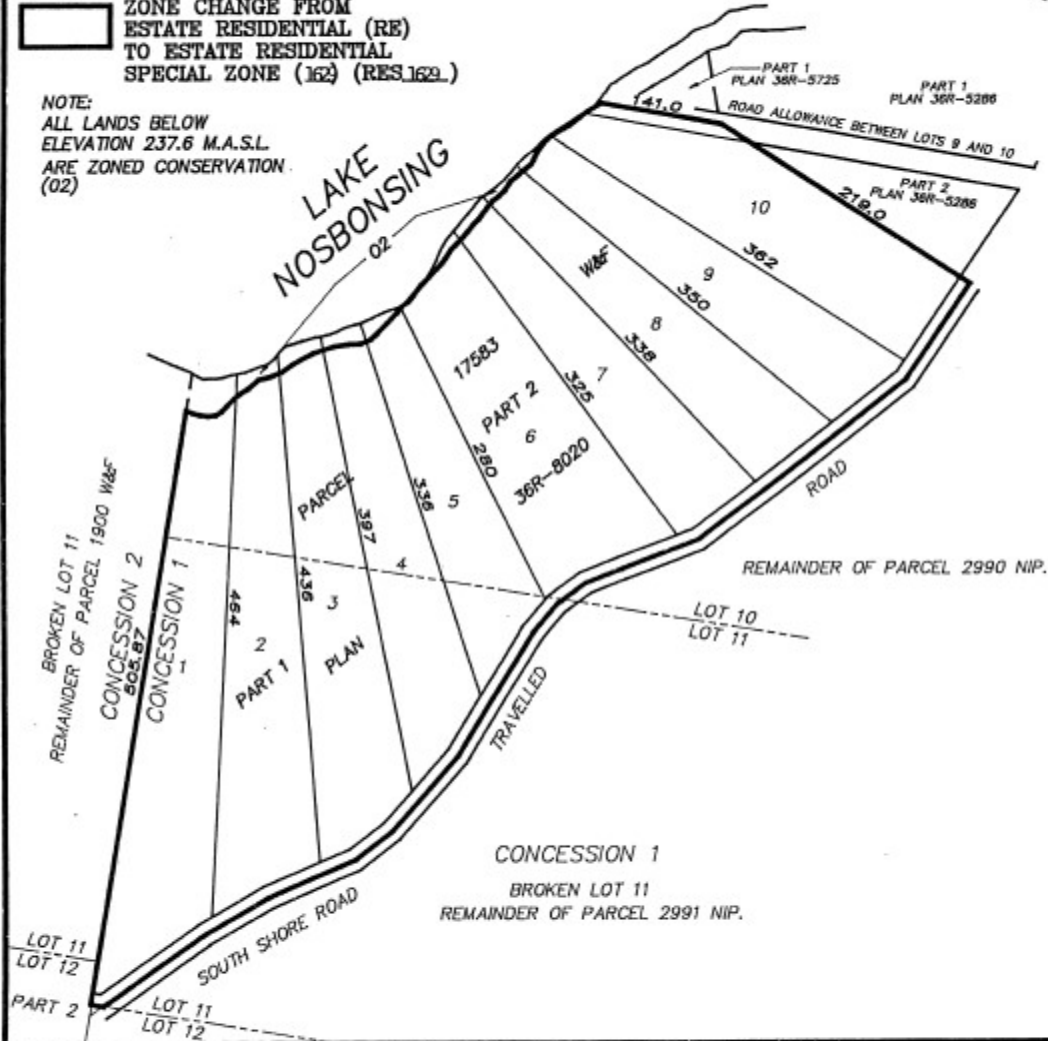 ZONE CHANGE FROM
ESTATE RESIDENTIAL (RE)
TO ESTATE RESIDENTIAL
SPECIAL ZONE (162) (RES 1629)
NOTE:
ALL LANDS BELOW
ELEVATION 237.6 M.A.S.L.
ARE ZONED CONSERVATION
(02)
LAKE
NOSBONSING
02
141.0
PART 1
PLAN 36R-5725
PART 1
PLAN 36R-5286
ROAD ALLOWANCE BETWEEN LOTS 9 AND 10
PART 2
PLAN 36R-5286
219.0
10
362
9
350
W&F
8
338
7
325
17583
PART 2
6
36R-8020
280
5
336
PARCEL
397
4
436
3
PLAN
464
2
PART 1
1
BROKEN LOT 11
REMAINDER OF PARCEL 1900 W&F
CONCESSION 2
505.87
CONCESSION 1
ROAD
REMAINDER OF PARCEL 2990 NIP.
LOT 10
LOT 11
TRAVELLED
SOUTH SHORE ROAD
CONCESSION 1
BROKEN LOT 11
REMAINDER OF PARCEL 2991 NIP.
LOT 11
LOT 12
PART 2
LOT 11
LOT 12